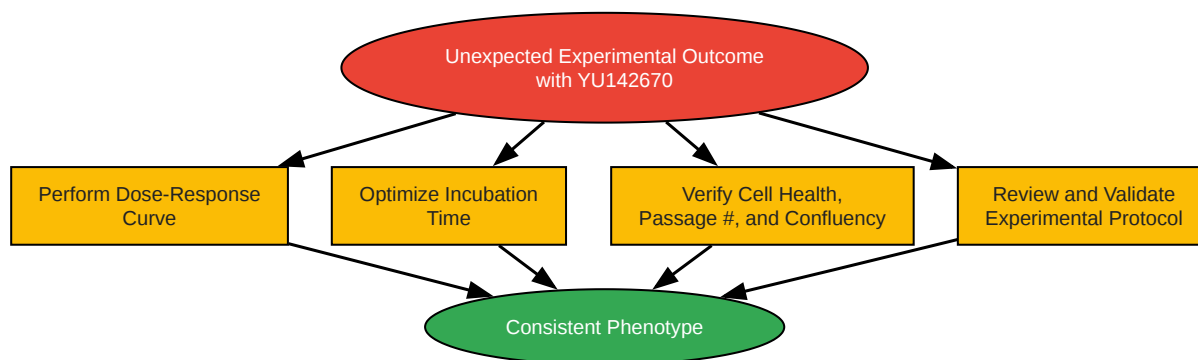 Unexpected Experimental Outcome
with YU142670
Perform Dose-Response
Curve
Optimize Incubation
Time
Verify Cell Health,
Passage #, and Confluency
Review and Validate
Experimental Protocol
Consistent Phenotype